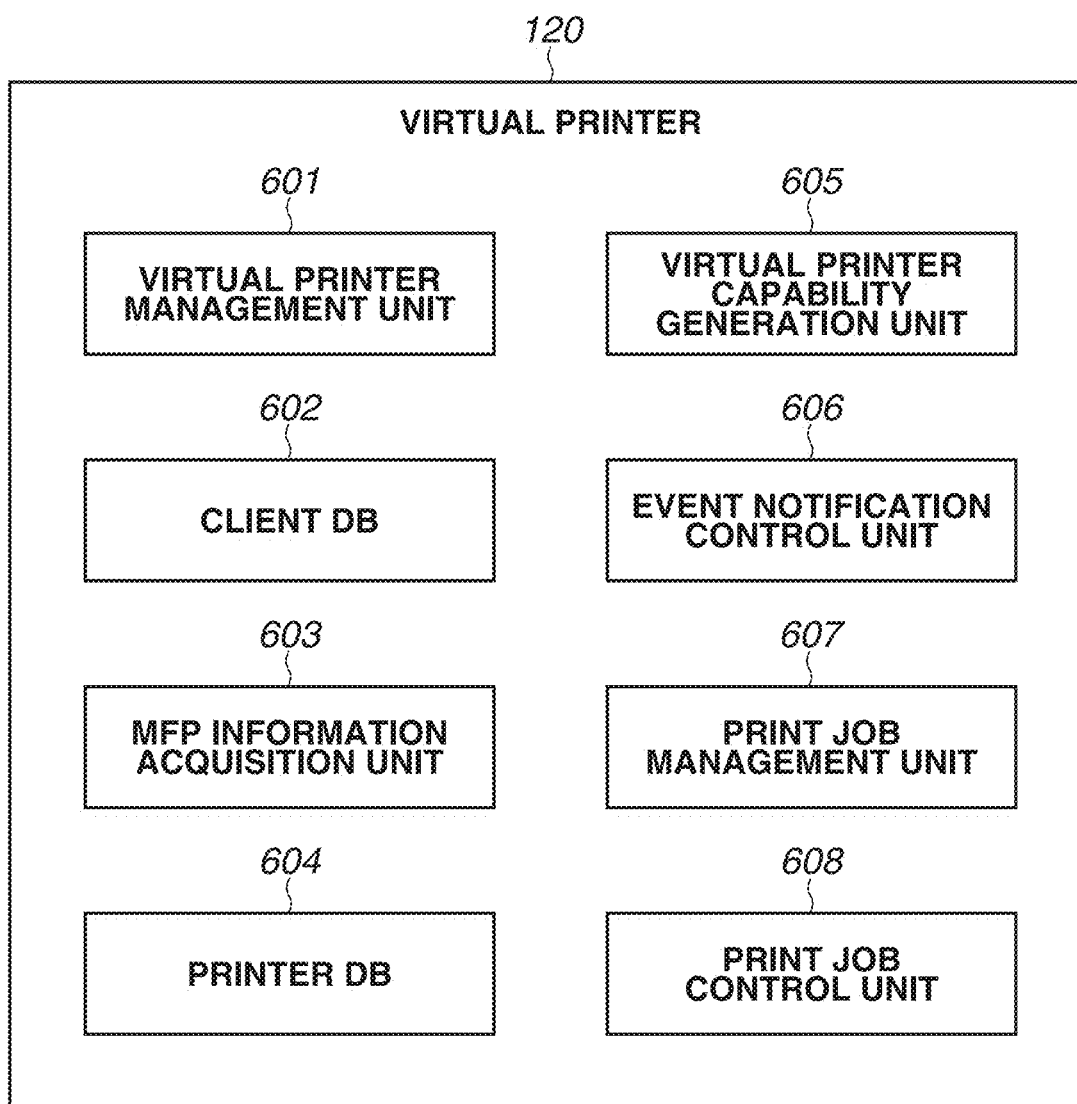 120
VIRTUAL PRINTER
601
VIRTUAL PRINTER
MANAGEMENT UNIT
605
VIRTUAL PRINTER
CAPABILITY
GENERATION UNIT
602
CLIENT DB
606
EVENT NOTIFICATION
CONTROL UNIT
603
MFP INFORMATION
ACQUISITION UNIT
607
PRINT JOB
MANAGEMENT UNIT
604
PRINTER DB
608
PRINT JOB
CONTROL UNIT